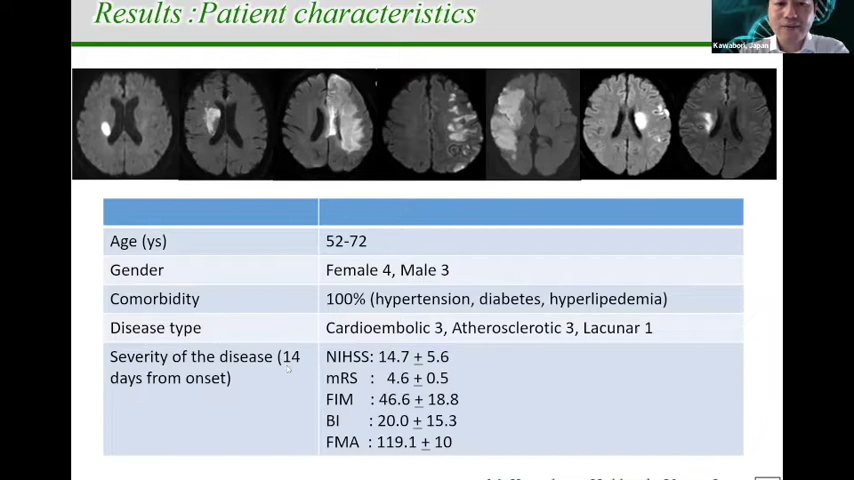 Results :Patient characteristics
Kawabori, Japan
Age (ys) 52-72
Gender Female 4, Male 3
Comorbidity 100% (hypertension, diabetes, hyperlipedemia)
Disease type Cardioembolic 3, Atherosclerotic 3, Lacunar 1
Severity of the disease (14 days from onset)
NIHSS: 14.7 ± 5.6
mRS : 4.6 ± 0.5
FIM : 46.6 ± 18.8
BI : 20.0 ± 15.3
FMA : 119.1 ± 10